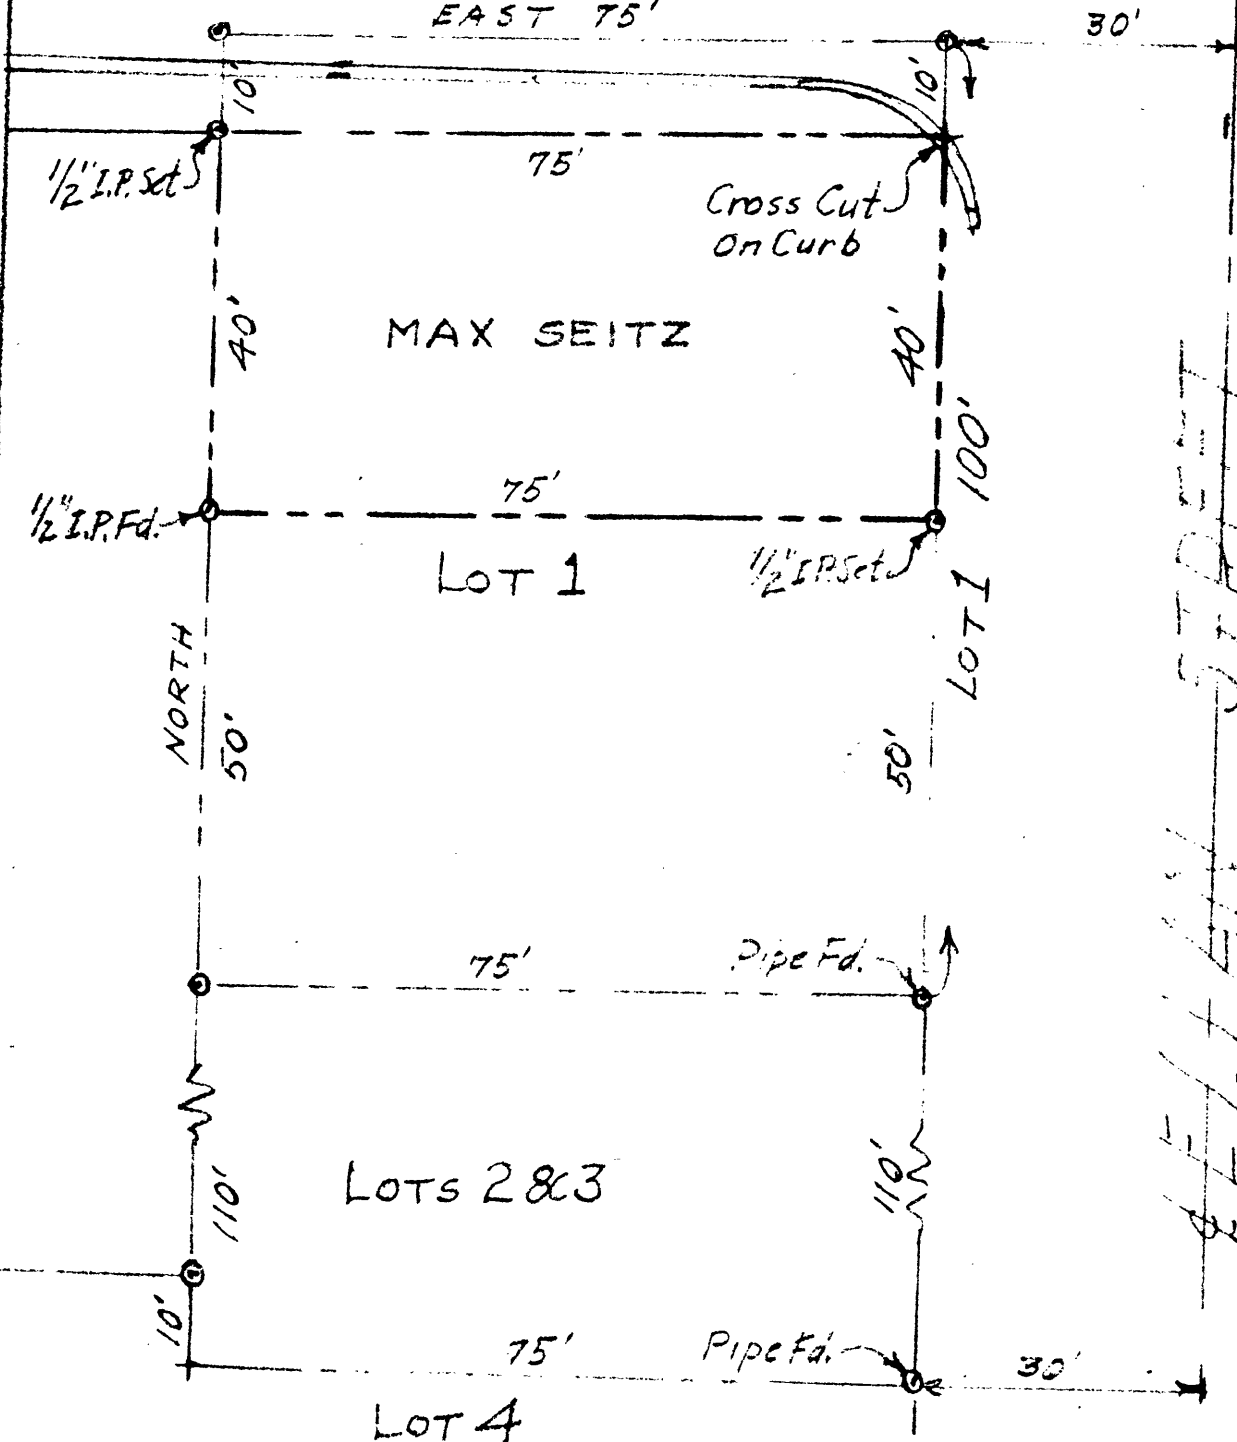 EAST 75'
30'
10'
10'
1/2" I.P. Set
75'
Cross Cut
On Curb
40'
MAX SEITZ
40'
100'
75'
1/2" I.P. Fd.
LOT 1
1/2" I.P. Set
LOT 1
NORTH
50'
50'
STREET
75'
Pipe Fd.
LOTS 2 & 3
110'
110'
10'
75'
Pipe Fd.
30'
LOT 4